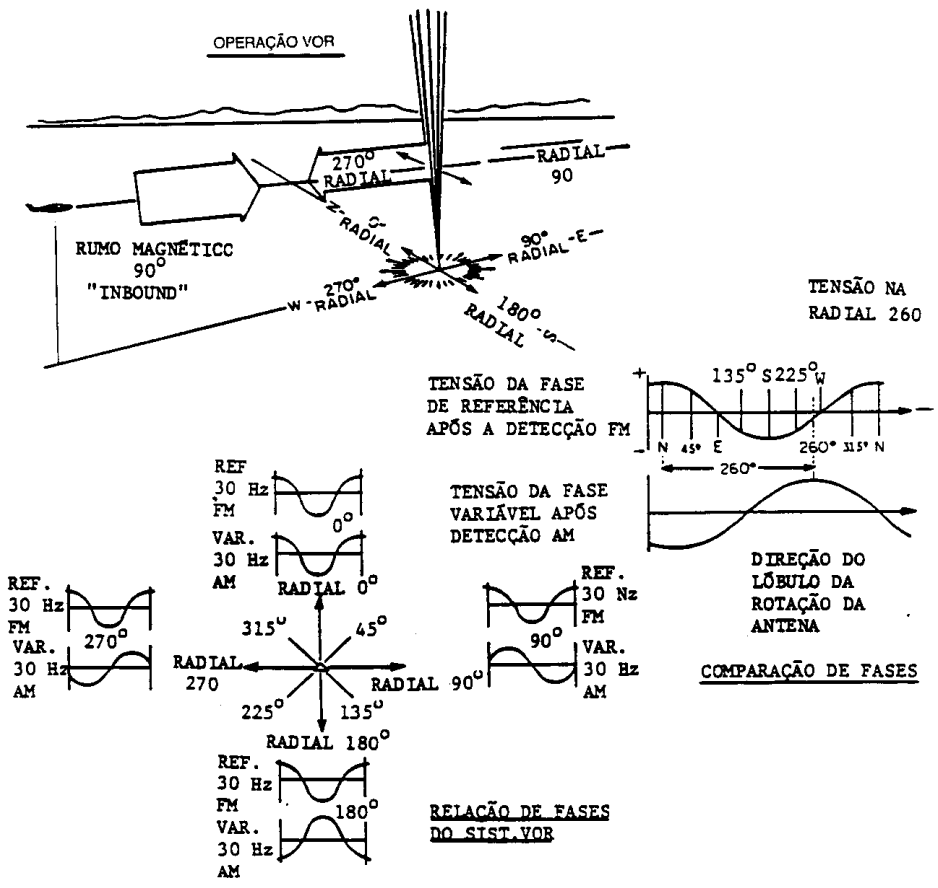 OPERAÇÃO VOR
270°
RADIAL
RADIAL
90
N-
0-
RADIAL
90°
RADIAL-E
RUMO MAGNÉTICO
90°
"INBOUND"
W-
270°
RADIAL
180°-S-
RADIAL
TENSÃO NA
RADIAL 260
TENSÃO DA FASE
DE REFERÊNCIA
APÓS A DETECÇÃO FM
+
135° S 225° W
-
N 45° E 260° 315° N
-
260°
TENSÃO DA FASE
VARIÁVEL APÓS
DETECÇÃO AM
DIREÇÃO DO
LÓBULO DA
ROTAÇÃO DA
ANTENA
COMPARAÇÃO DE FASES
REF
30 Hz
FM
0°
VAR.
30 Hz
AM
RADIAL 0°
REF.
30 Hz
FM
270°
VAR.
30 Hz
AM
REF.
30 Nz
FM
90°
VAR.
30 Hz
AM
315° 45°
RADIAL
270
RADIAL 90°
225° 135°
RADIAL 180°
REF.
30 Hz
FM
180°
VAR.
30 Hz
AM
RELAÇÃO DE FASES
DO SIST.VOR